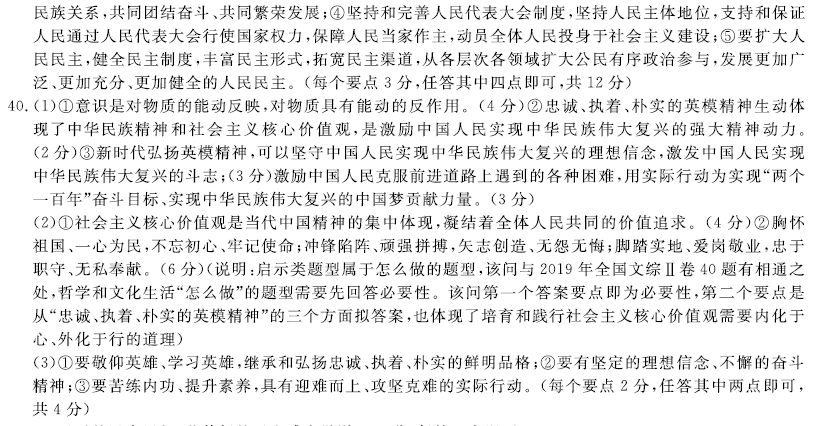 民族关系,共同团结奋斗、共同繁荣发展;④坚持和完善人民代表大会制度,坚持人民主体地位,支持和保证
人民通过人民代表大会行使国家权力,保障人民当家作主,动员全体人民投身于社会主义建设;⑤要扩大人
民民主,健全民主制度,丰富民主形式,拓宽民主渠道,从各层次各领域扩大公民有序政治参与,发展更加广
泛、更加充分、更加健全的人民民主。(每个要点 3 分,任答其中四点即可,共 12 分)
40.(1)①意识是对物质的能动反映,对物质具有能动的反作用。(4 分)②忠诚、执着、朴实的英模精神生动体
现了中华民族精神和社会主义核心价值观,是激励中国人民实现中华民族伟大复兴的强大精神动力。
(2 分)③新时代弘扬英模精神,可以坚守中国人民实现中华民族伟大复兴的理想信念,激发中国人民实现
中华民族伟大复兴的斗志;(3 分)激励中国人民克服前进道路上遇到的各种困难,用实际行动为实现“两个
一百年”奋斗目标、实现中华民族伟大复兴的中国梦贡献力量。(3 分)
(2)①社会主义核心价值观是当代中国精神的集中体现,凝结着全体人民共同的价值追求。(4 分)②胸怀
祖国、一心为民,不忘初心、牢记使命;冲锋陷阵、顽强拼搏,矢志创造、无怨无悔;脚踏实地、爱岗敬业,忠于
职守、无私奉献。(6 分)(说明:启示类题型属于怎么做的题型,该问与 2019 年全国文综Ⅱ卷 40 题有相通之
处,哲学和文化生活“怎么做”的题型需要先回答必要性。该问第一个答案要点即为必要性,第二个要点是
从“忠诚、执着、朴实的英模精神”的三个方面拟答案,也体现了培育和践行社会主义核心价值观需要内化于
心、外化于行的道理)
(3)①要敬仰英雄、学习英雄,继承和弘扬忠诚、执着、朴实的鲜明品格;②要有坚定的理想信念、不懈的奋斗
精神;③要苦练内功、提升素养,具有迎难而上、攻坚克难的实际行动。(每个要点 2 分,任答其中两点即可,
共 4 分)